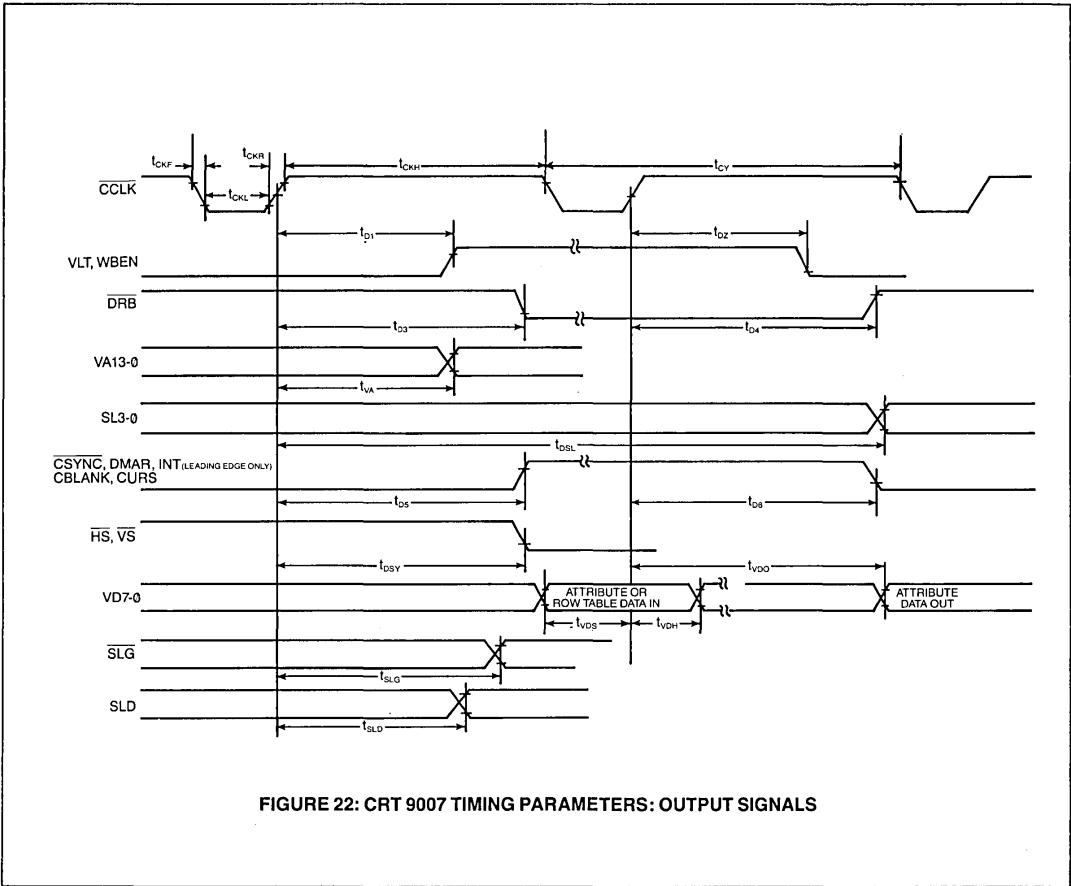 tCKF
tCKR
tCKL
tCKH
tCY
CCLK
tD1
tDZ
VLT, WBEN
DRB
tD3
tD4
VA13-0
tVA
SL3-0
tDSL
CSYNC, DMAR, INT (LEADING EDGE ONLY)
CBLANK, CURS
tD5
tD8
HS, VS
tDSY
tVDO
VD7-0
ATTRIBUTE OR
ROW TABLE DATA IN
ATTRIBUTE
DATA OUT
tVDS
tVDH
SLG
tSLG
SLD
tSLD
FIGURE 22: CRT 9007 TIMING PARAMETERS: OUTPUT SIGNALS